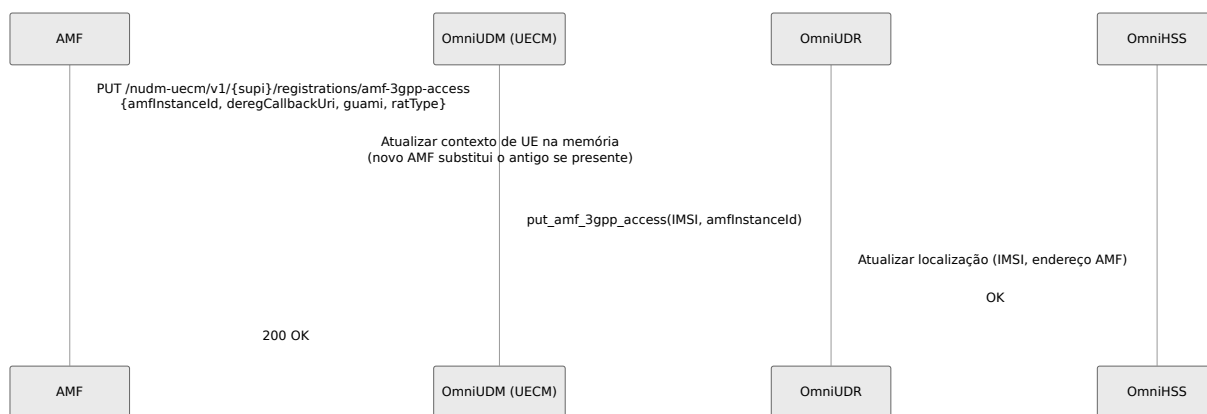 AMF
OmniUDM (UECM)
OmniUDR
OmniHSS
PUT /nudm-uecm/v1/{supi}/registrations/amf-3gpp-access
{amfInstanceId, deregCallbackUri, guami, ratType}
Atualizar contexto de UE na memória
(novo AMF substitui o antigo se presente)
put_amf_3gpp_access(IMSI, amfInstanceId)
Atualizar localização (IMSI, endereço AMF)
OK
200 OK
AMF
OmniUDM (UECM)
OmniUDR
OmniHSS